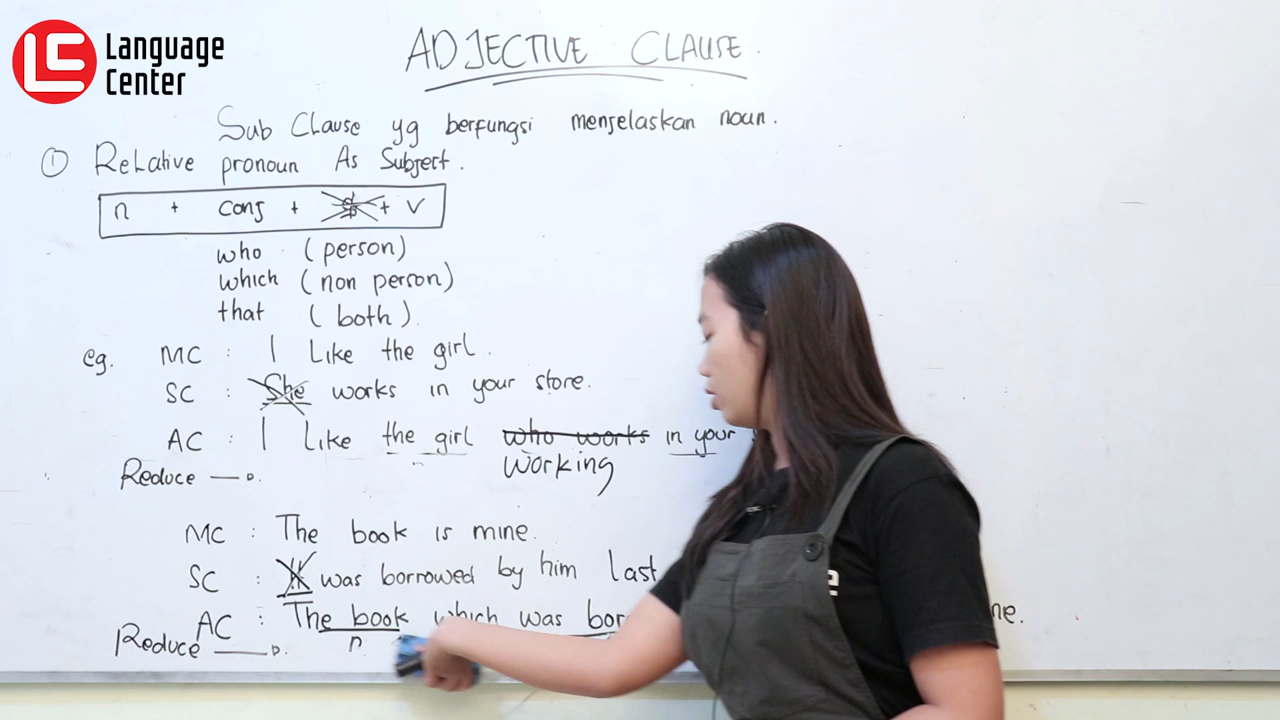 Language
Center
ADJECTIVE CLAUSE.
Sub Clause yg berfungsi menjelaskan noun.
① Relative pronoun As Subject.
n + conj + + v
who (person)
which (non person)
that (both).
eg. MC : I Like the girl.
SC : She works in your store.
AC : I Like the girl who works in your
Reduce working
MC : The book is mine.
SC : It was borrowed by him last
AC : The book which was bor ne.
Reduce n.